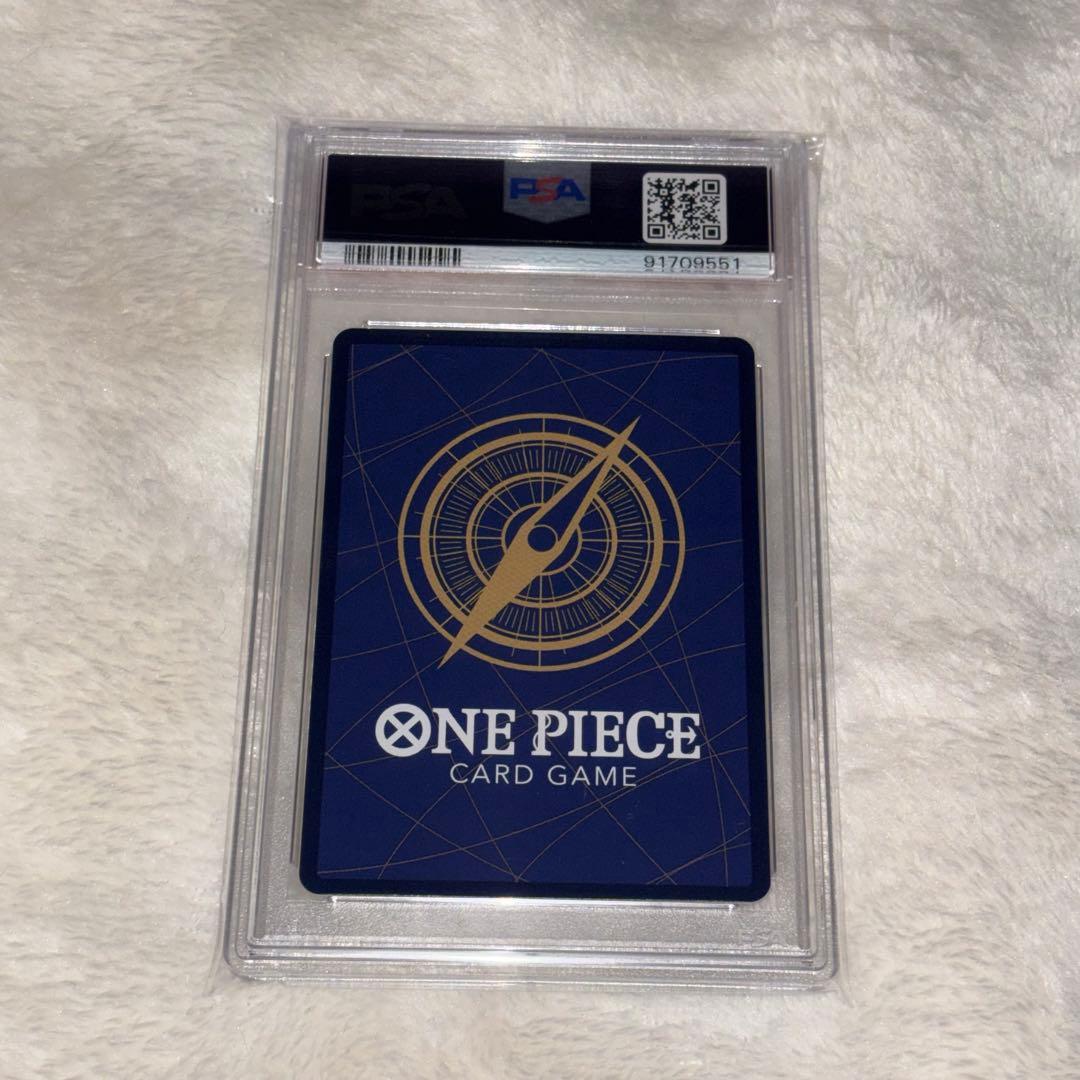 PSA
PSA
91709551
ONE PIECE
CARD GAME